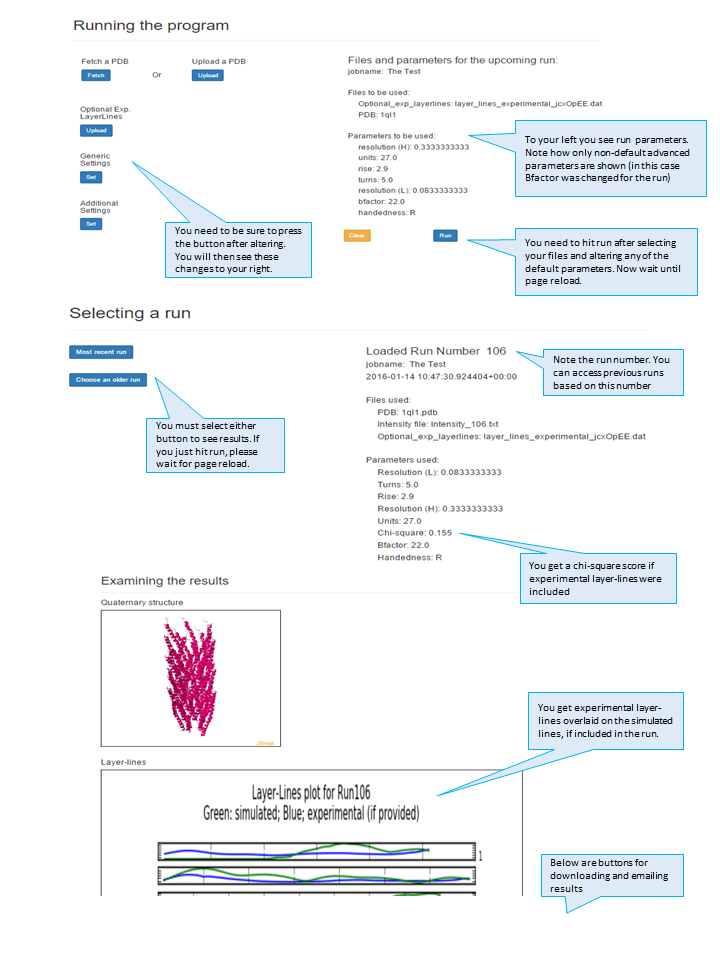 Running the program
Fetch a PDB
Fetch
Or
Upload a PDB
Upload
Optional Exp.
LayerLines
Upload
Generic
Settings
Set
Additional
Settings
Set
You need to be sure to press
the button after altering.
You will then see these
changes to your right.
Files and parameters for the upcoming run:
jobname: The Test
Files to be used:
Optional_exp_layerlines: layer_lines_experimental_jcxOpEE.dat
PDB: 1ql1
Parameters to be used:
resolution (H): 0.3333333333
units: 27.0
rise: 2.9
turns: 5.0
resolution (L): 0.0833333333
bfactor: 22.0
handedness: R
Clear
Run
To your left you see run parameters.
Note how only non-default advanced
parameters are shown (in this case
Bfactor was changed for the run)
You need to hit run after selecting
your files and altering any of the
default parameters. Now wait until
page reload.
Selecting a run
Most recent run
Choose an older run
You must select either
button to see results. If
you just hit run, please
wait for page reload.
Loaded Run Number 106
jobname: The Test
2016-01-14 10:47:30.924404+00:00
Files used:
PDB: 1ql1.pdb
Intensity file: Intensity_106.txt
Optional_exp_layerlines: layer_lines_experimental_jcxOpEE.dat
Parameters used:
Resolution (L): 0.0833333333
Turns: 5.0
Rise: 2.9
Resolution (H): 0.3333333333
Units: 27.0
Chi-square: 0.155
Bfactor: 22.0
Handedness: R
Note the run number. You
can access previous runs
based on this number
You get a chi-square score if
experimental layer-lines were
included
Examining the results
Quaternary structure
JSmol
You get experimental layer-
lines overlaid on the simulated
lines, if included in the run.
Layer-lines
Layer-Lines plot for Run106
Green: simulated; Blue; experimental (if provided)
1
Below are buttons for
downloading and emailing
results